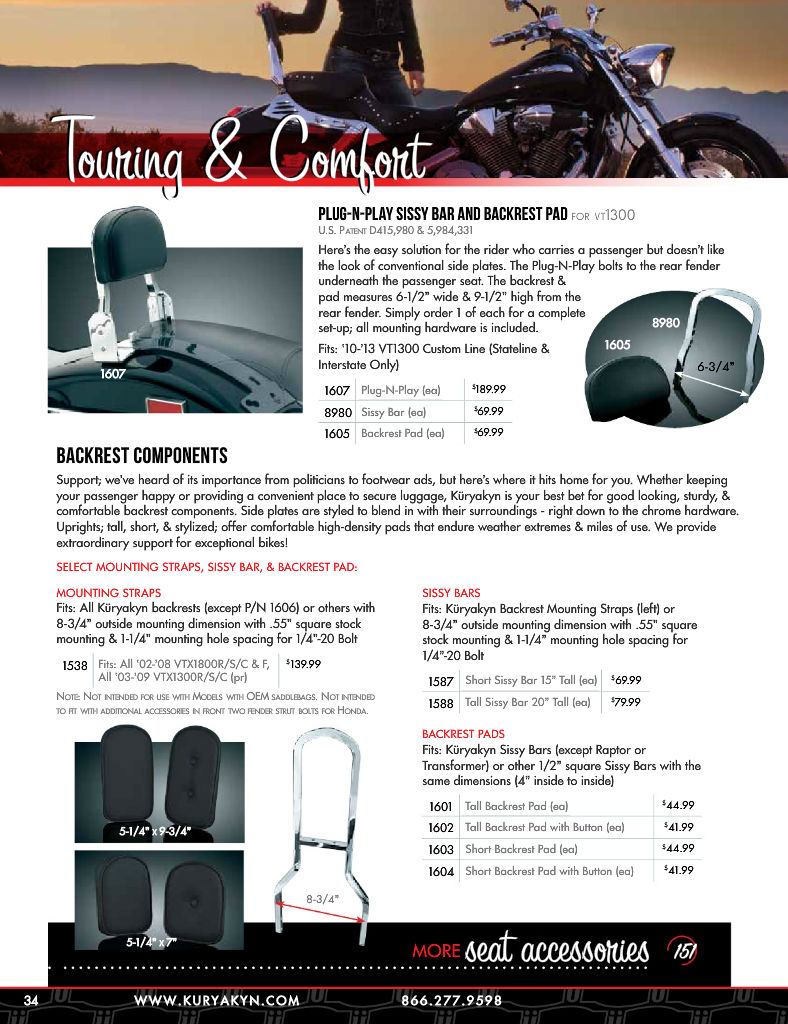 Touring & Comfort
PLUG-N-PLAY SISSY BAR AND BACKREST PAD FOR VT1300
U.S. PATENT D415,980 & 5,984,331
Here's the easy solution for the rider who carries a passenger but doesn't like
the look of conventional side plates. The Plug-N-Play bolts to the rear fender
underneath the passenger seat. The backrest &
pad measures 6-1/2" wide & 9-1/2" high from the
rear fender. Simply order 1 of each for a complete
set-up; all mounting hardware is included.
Fits: '10-'13 VT1300 Custom Line (Stateline &
Interstate Only)
1607 Plug-N-Play (ea) $189.99
8980 Sissy Bar (ea) $69.99
1605 Backrest Pad (ea) $69.99
1607
8980
1605
6-3/4"
BACKREST COMPONENTS
Support; we've heard of its importance from politicians to footwear ads, but here's where it hits home for you. Whether keeping
your passenger happy or providing a convenient place to secure luggage, Küryakyn is your best bet for good looking, sturdy, &
comfortable backrest components. Side plates are styled to blend in with their surroundings - right down to the chrome hardware.
Uprights; tall, short, & stylized; offer comfortable high-density pads that endure weather extremes & miles of use. We provide
extraordinary support for exceptional bikes!
SELECT MOUNTING STRAPS, SISSY BAR, & BACKREST PAD:
MOUNTING STRAPS
Fits: All Küryakyn backrests (except P/N 1606) or others with
8-3/4" outside mounting dimension with .55" square stock
mounting & 1-1/4" mounting hole spacing for 1/4"-20 Bolt
1538 Fits: All '02-'08 VTX1800R/S/C & F, $139.99
All '03-'09 VTX1300R/S/C (pr)
NOTE: NOT INTENDED FOR USE WITH MODELS WITH OEM SADDLEBAGS. NOT INTENDED
TO FIT WITH ADDITIONAL ACCESSORIES IN FRONT TWO FENDER STRUT BOLTS FOR HONDA.
5-1/4" x 9-3/4"
5-1/4" x 7"
8-3/4"
SISSY BARS
Fits: Küryakyn Backrest Mounting Straps (left) or
8-3/4" outside mounting dimension with .55" square
stock mounting & 1-1/4" mounting hole spacing for
1/4"-20 Bolt
1587 Short Sissy Bar 15" Tall (ea) $69.99
1588 Tall Sissy Bar 20" Tall (ea) $79.99
BACKREST PADS
Fits: Küryakyn Sissy Bars (except Raptor or
Transformer) or other 1/2" square Sissy Bars with the
same dimensions (4" inside to inside)
1601 Tall Backrest Pad (ea) $44.99
1602 Tall Backrest Pad with Button (ea) $41.99
1603 Short Backrest Pad (ea) $44.99
1604 Short Backrest Pad with Button (ea) $41.99
MORE seat accessories 151
34 WWW.KURYAKYN.COM 866.277.9598